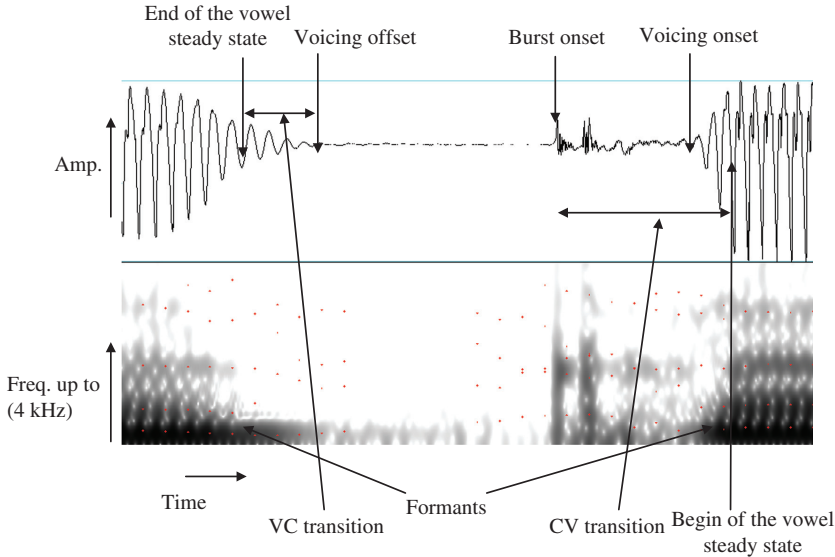 End of the vowel
steady state
Voicing offset
Burst onset
Voicing onset
Amp.
Freq. up to
(4 kHz)
Time
VC transition
Formants
CV transition
Begin of the vowel
steady state